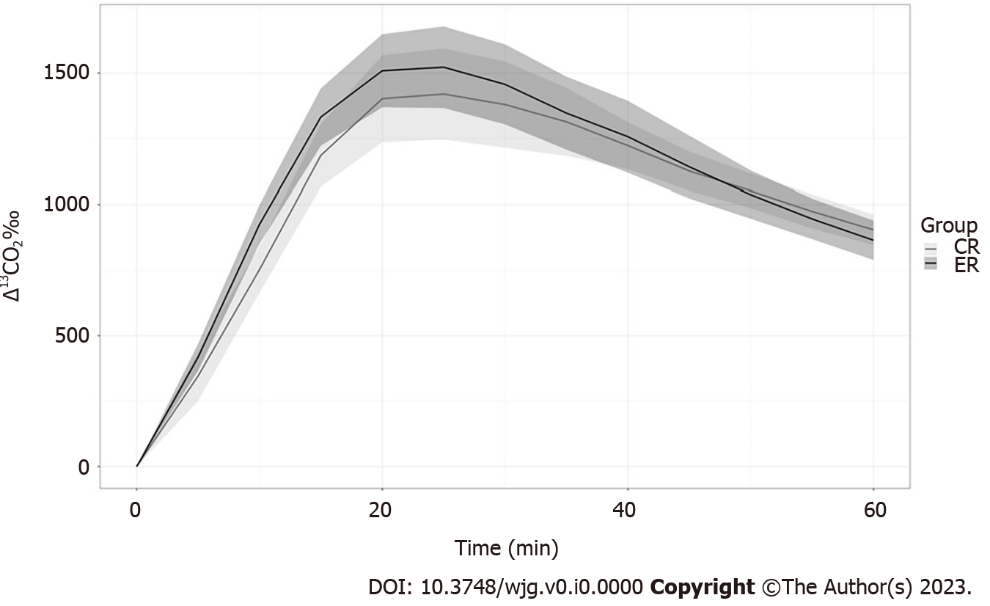 1500
1000
500
0
Δ¹³CO₂‰
0 20 40 60
Time (min)
Group
CR
ER
DOI: 10.3748/wjg.v0.i0.0000 Copyright ©The Author(s) 2023.